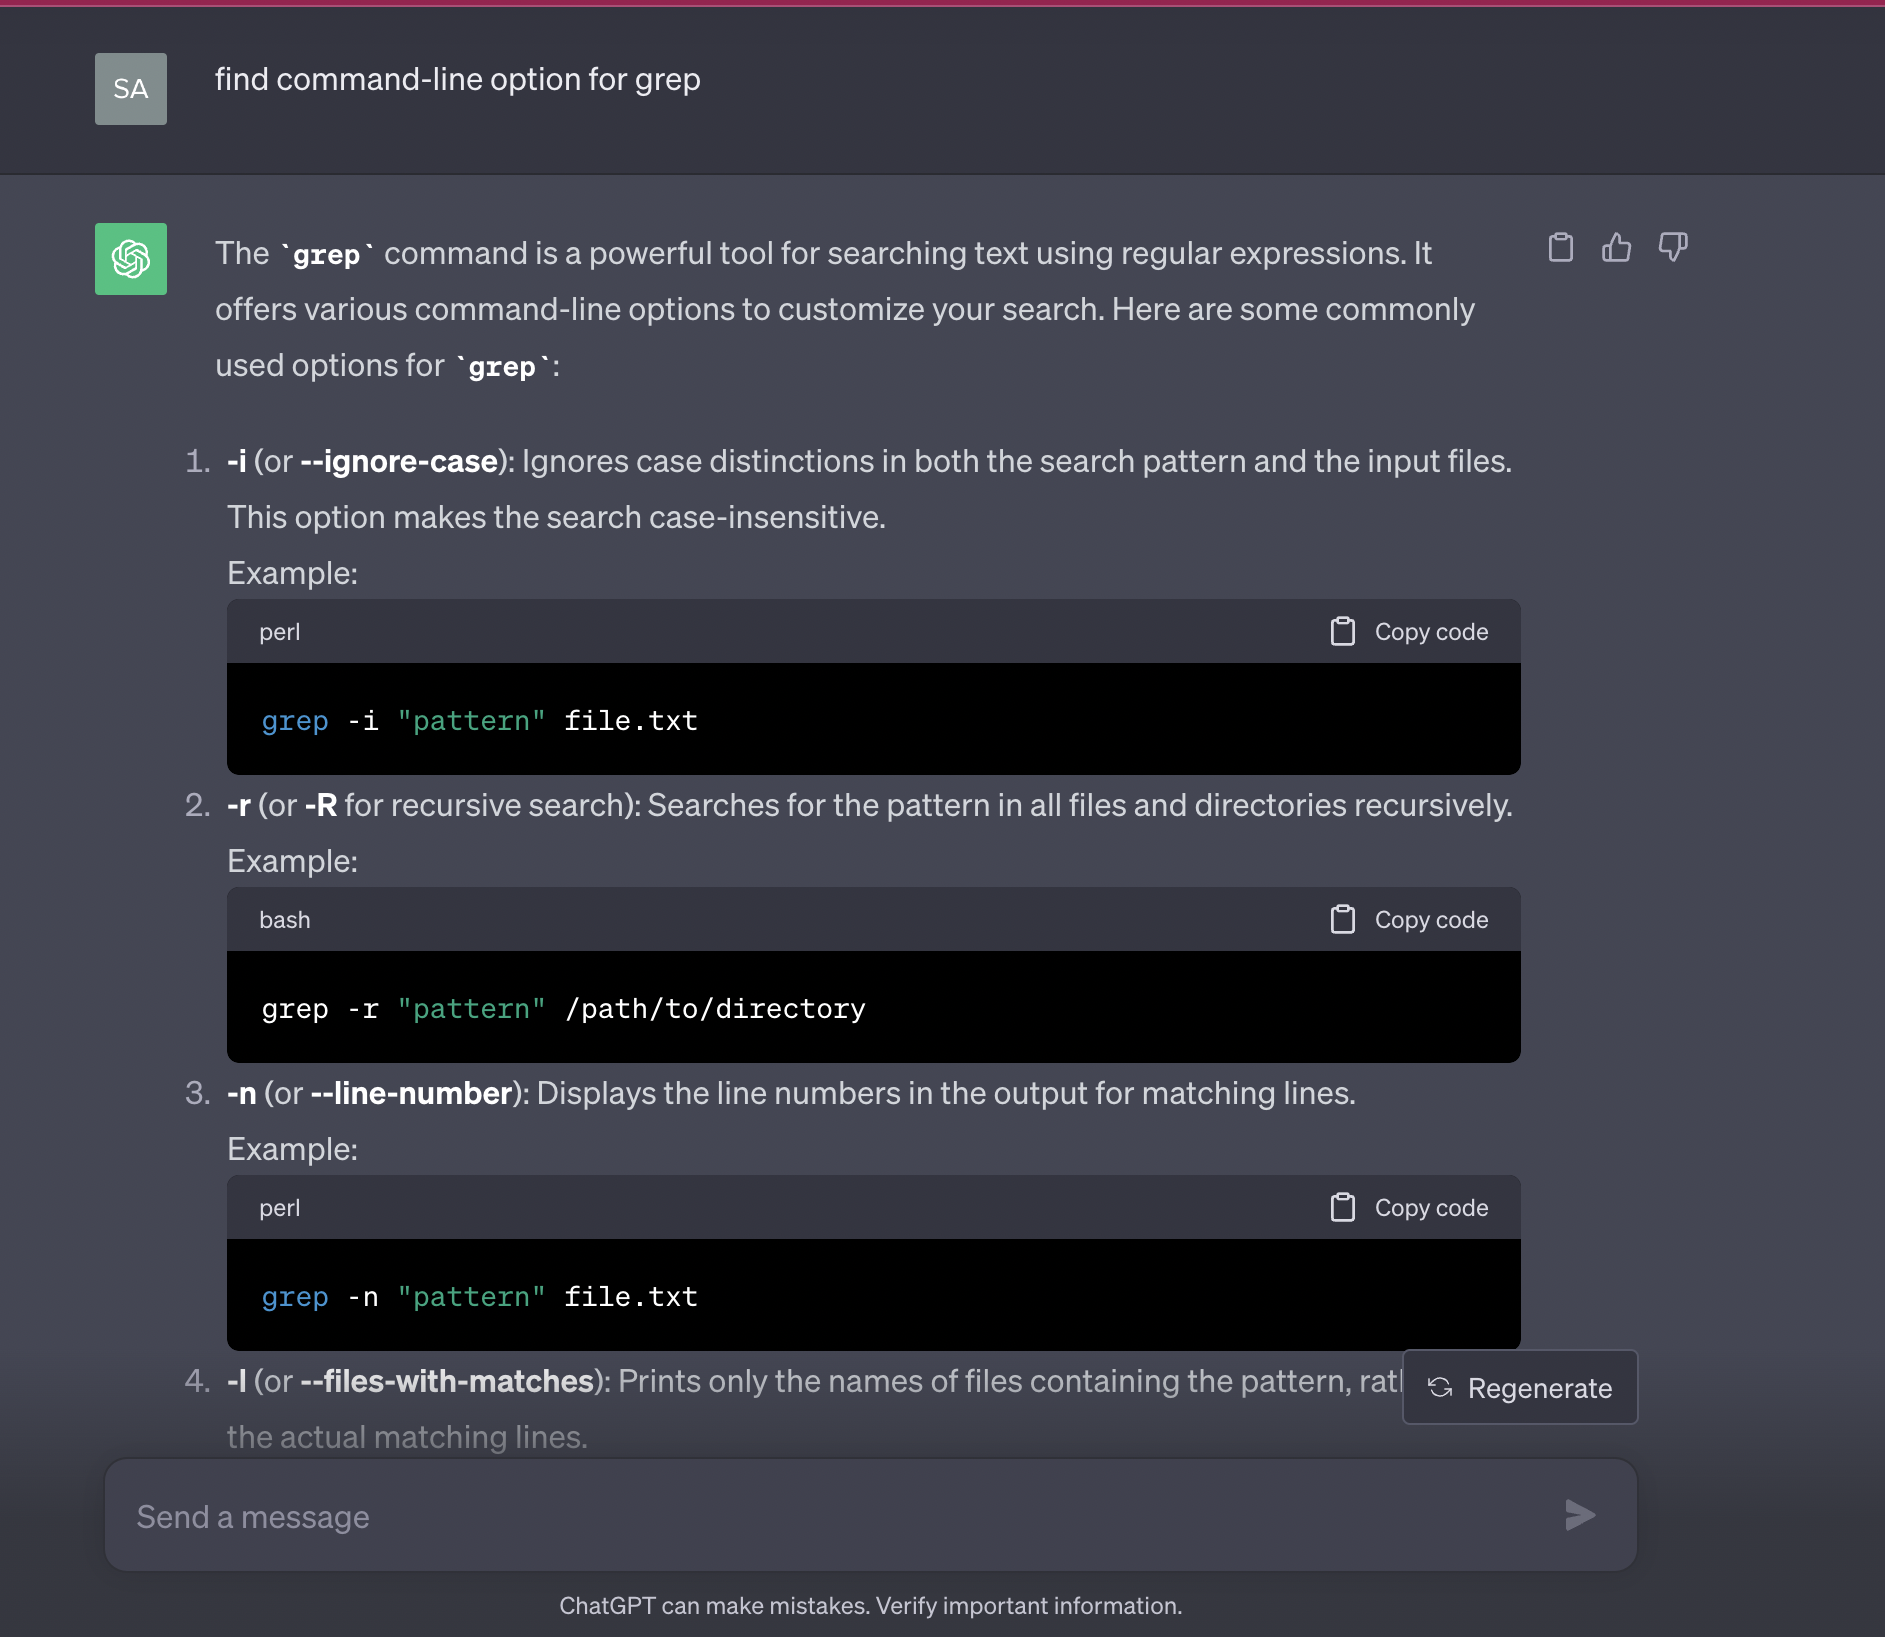 SA
find command-line option for grep
The `grep` command is a powerful tool for searching text using regular expressions. It
offers various command-line options to customize your search. Here are some commonly
used options for `grep`:
1. -i (or --ignore-case): Ignores case distinctions in both the search pattern and the input files.
This option makes the search case-insensitive.
Example:
perl
Copy code
grep -i "pattern" file.txt
2. -r (or -R for recursive search): Searches for the pattern in all files and directories recursively.
Example:
bash
Copy code
grep -r "pattern" /path/to/directory
3. -n (or --line-number): Displays the line numbers in the output for matching lines.
Example:
perl
Copy code
grep -n "pattern" file.txt
4. -l (or --files-with-matches): Prints only the names of files containing the pattern,
the actual matching lines.
Regenerate
Send a message
ChatGPT can make mistakes. Verify important information.